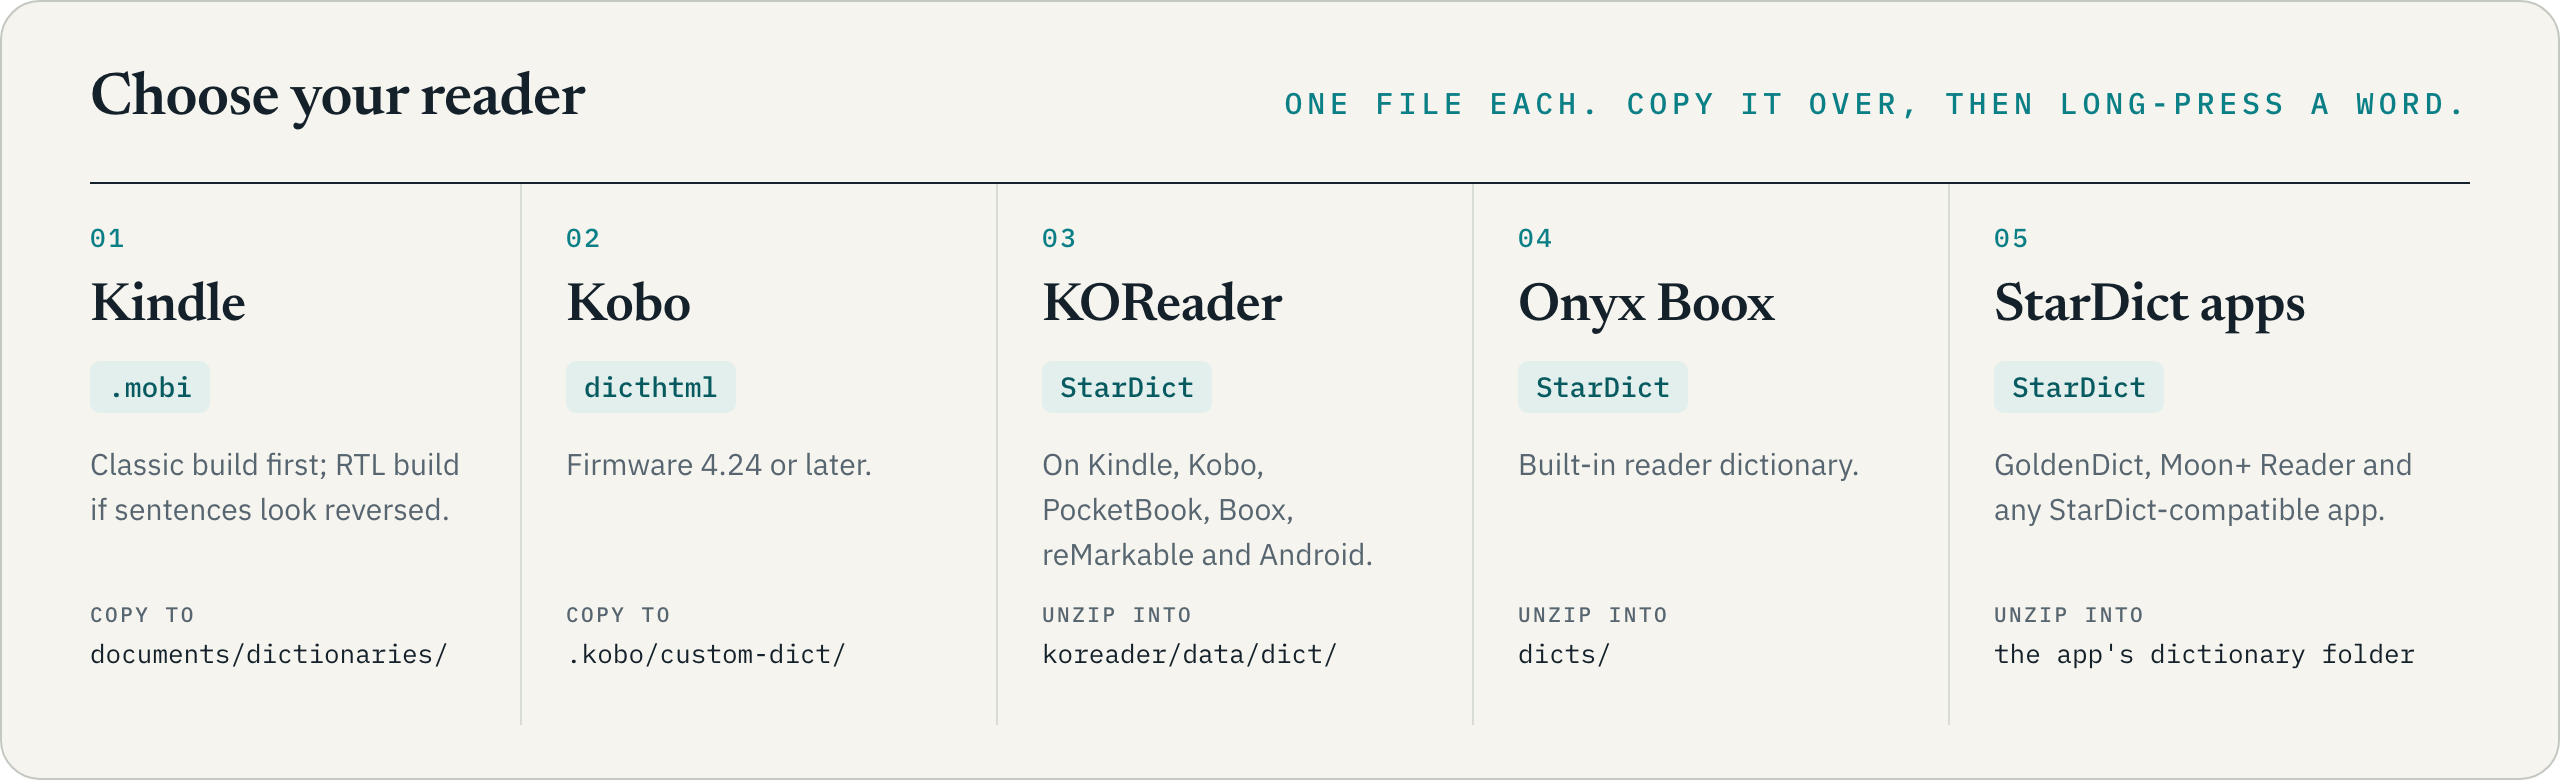 Choose your reader
ONE FILE EACH. COPY IT OVER, THEN LONG-PRESS A WORD.
01
Kindle
.mobi
Classic build first; RTL build
if sentences look reversed.
COPY TO
documents/dictionaries/
02
Kobo
dicthtml
Firmware 4.24 or later.
COPY TO
.kobo/custom-dict/
03
KOReader
StarDict
On Kindle, Kobo,
PocketBook, Boox,
reMarkable and Android.
UNZIP INTO
koreader/data/dict/
04
Onyx Boox
StarDict
Built-in reader dictionary.
UNZIP INTO
dicts/
05
StarDict apps
StarDict
GoldenDict, Moon+ Reader and
any StarDict-compatible app.
UNZIP INTO
the app's dictionary folder